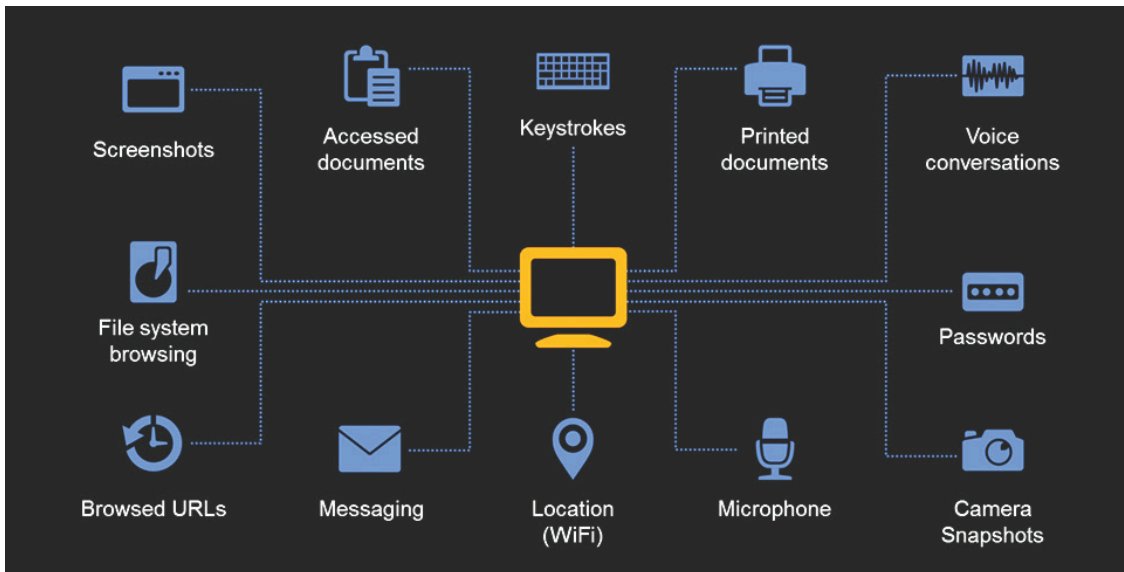 Screenshots
Accessed
documents
Keystrokes
Printed
documents
Voice
conversations
File system
browsing
Passwords
Browsed URLs
Messaging
Location
(WiFi)
Microphone
Camera
Snapshots